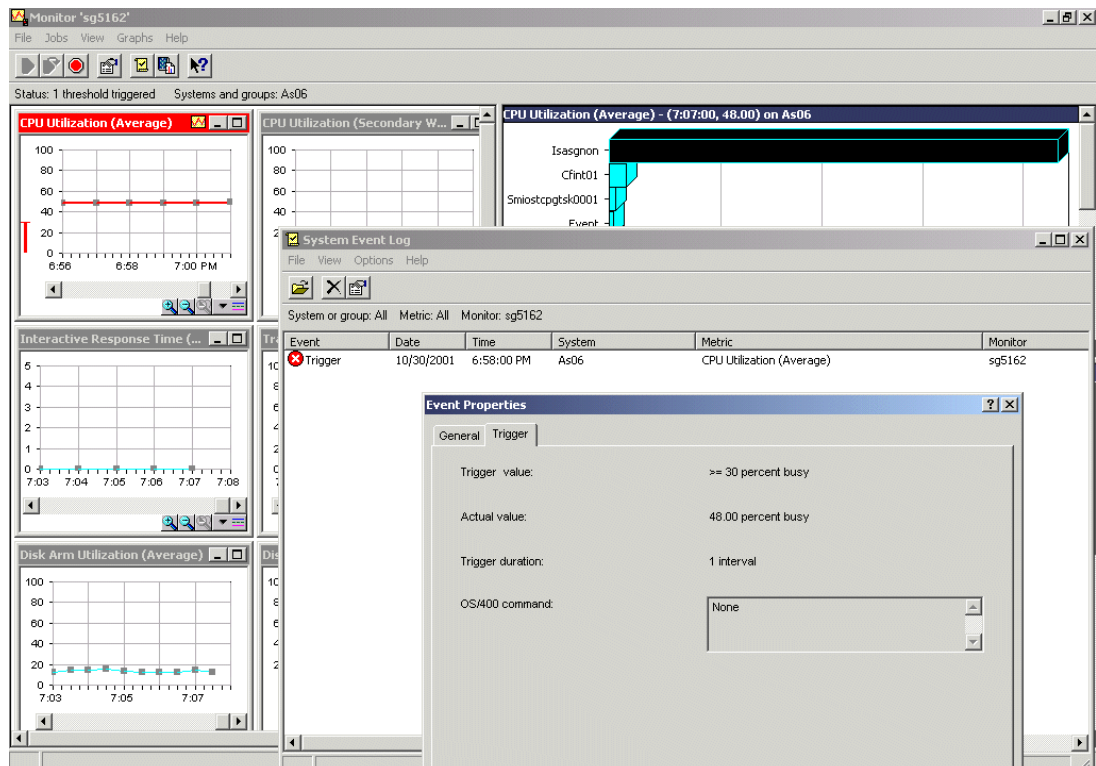 Monitor 'sg5162'
File Jobs View Graphs Help
Status: 1 threshold triggered Systems and groups: As06
CPU Utilization (Average)
100
80
60
40
20
0
6:56 6:58 7:00 PM
CPU Utilization (Secondary W...
100
80
60
40
2
CPU Utilization (Average) - (7:07:00, 48.00) on As06
Isasgnon
Cfint01
Smiostcpgtsk0001
Event
Interactive Response Time (...
6
4
3
2
1
0
7:03 7:04 7:05 7:06 7:07 7:08
Tr
10
Disk Arm Utilization (Average)
100
80
60
40
20
0
7:03 7:05 7:07
Dis
10
System Event Log
File View Options Help
System or group: All Metric: All Monitor: sg5162
Event Date Time System Metric Monitor
Trigger 10/30/2001 6:58:00 PM As06 CPU Utilization (Average) sg5162
Event Properties
General Trigger
Trigger value: >= 30 percent busy
Actual value: 48.00 percent busy
Trigger duration: 1 interval
OS/400 command: None